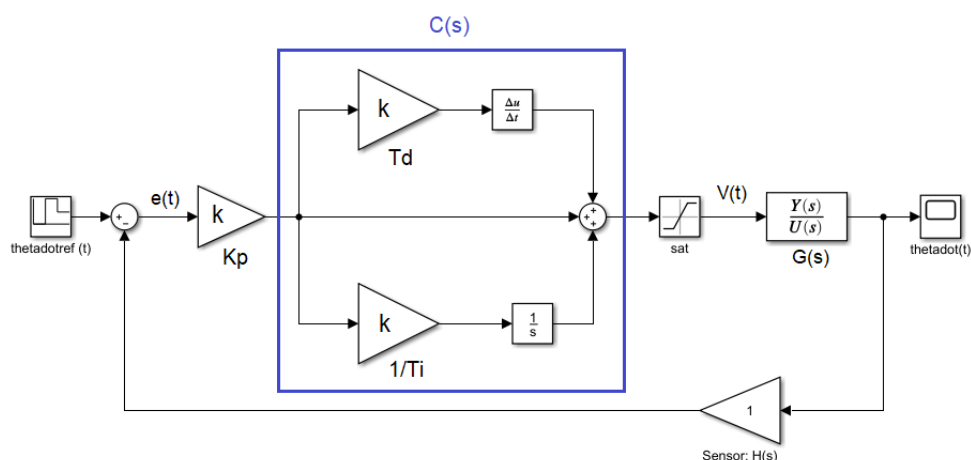 C(s)
k
Δu
Δt
Td
e(t)
+
−
k
Kp
thetadotref (t)
+
+
+
sat
V(t)
Y(s)
U(s)
G(s)
thetadot(t)
k
1
s
1/Ti
1
Sensor: H(s)